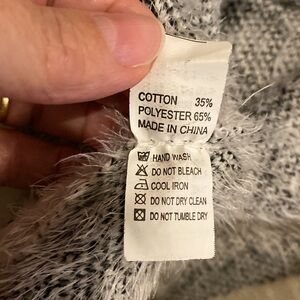 COTTON 35%
POLYESTER 65%
MADE IN CHINA
HAND WASH
DO NOT BLEACH
COOL IRON
DO NOT DRY CLEAN
DO NOT TUMBLE DRY